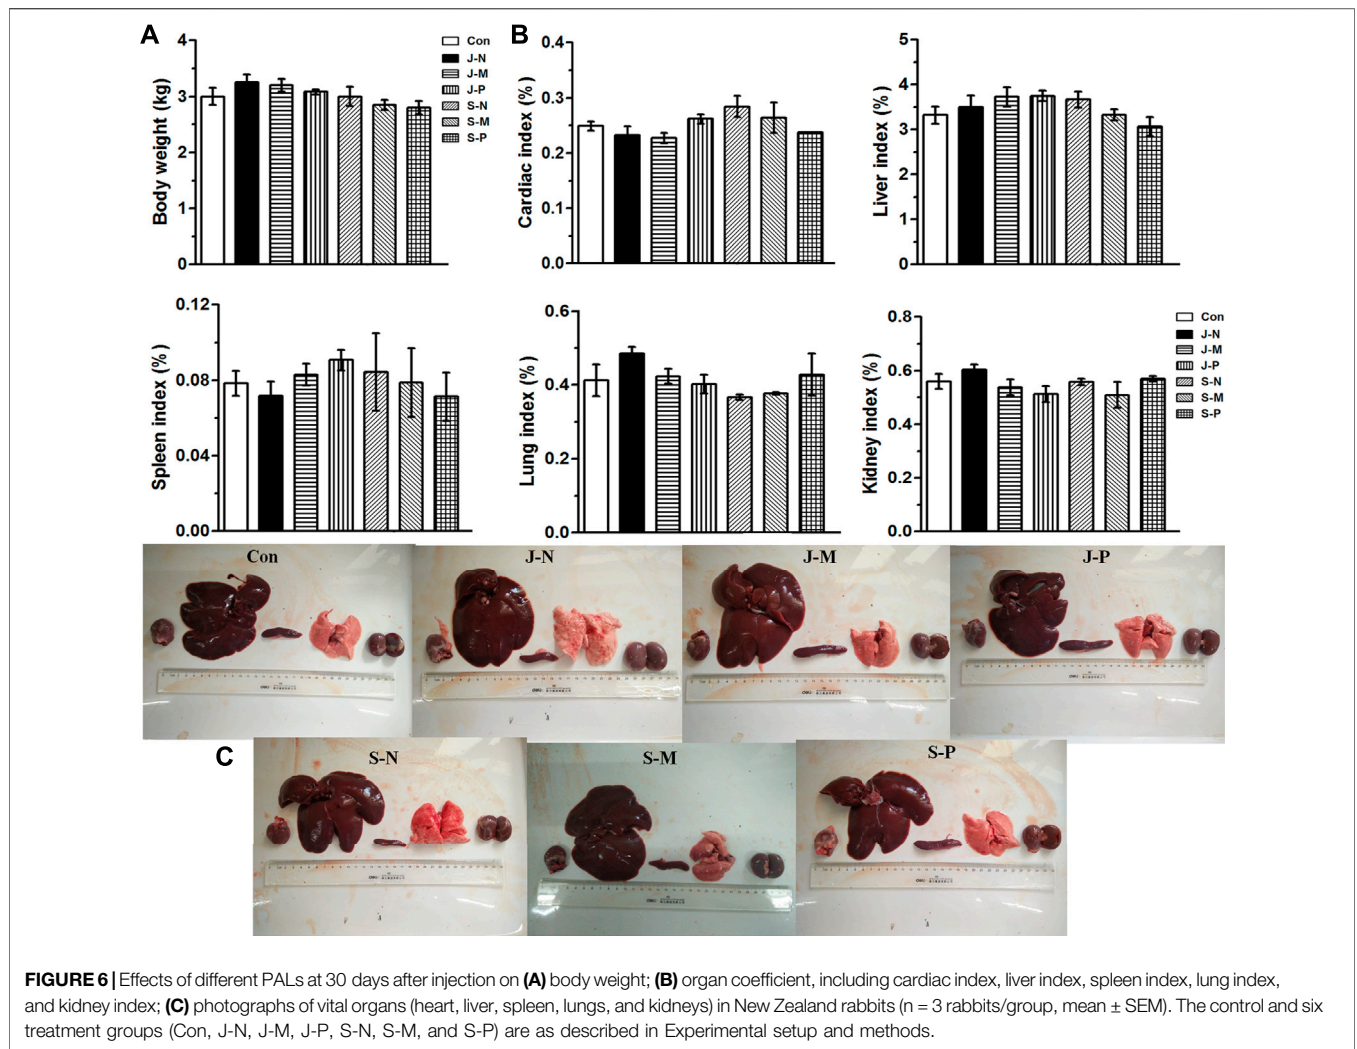 A
Body weight (kg)
4
3
2
1
0
Con
J-N
J-M
J-P
S-N
S-M
S-P
B
Cardiac index (%)
0.4
0.3
0.2
0.1
0.0
Liver index (%)
5
4
3
2
1
0
Spleen index (%)
0.12
0.08
0.04
0.00
Lung index (%)
0.6
0.4
0.2
0.0
Kidney index (%)
0.8
0.6
0.4
0.2
0.0
Con
J-N
J-M
J-P
S-N
S-M
S-P
Con
J-N
J-M
J-P
C
S-N
S-M
S-P
FIGURE 6 | Effects of different PALs at 30 days after injection on (A) body weight; (B) organ coefficient, including cardiac index, liver index, spleen index, lung index,
and kidney index; (C) photographs of vital organs (heart, liver, spleen, lungs, and kidneys) in New Zealand rabbits (n = 3 rabbits/group, mean ± SEM). The control and six
treatment groups (Con, J-N, J-M, J-P, S-N, S-M, and S-P) are as described in Experimental setup and methods.